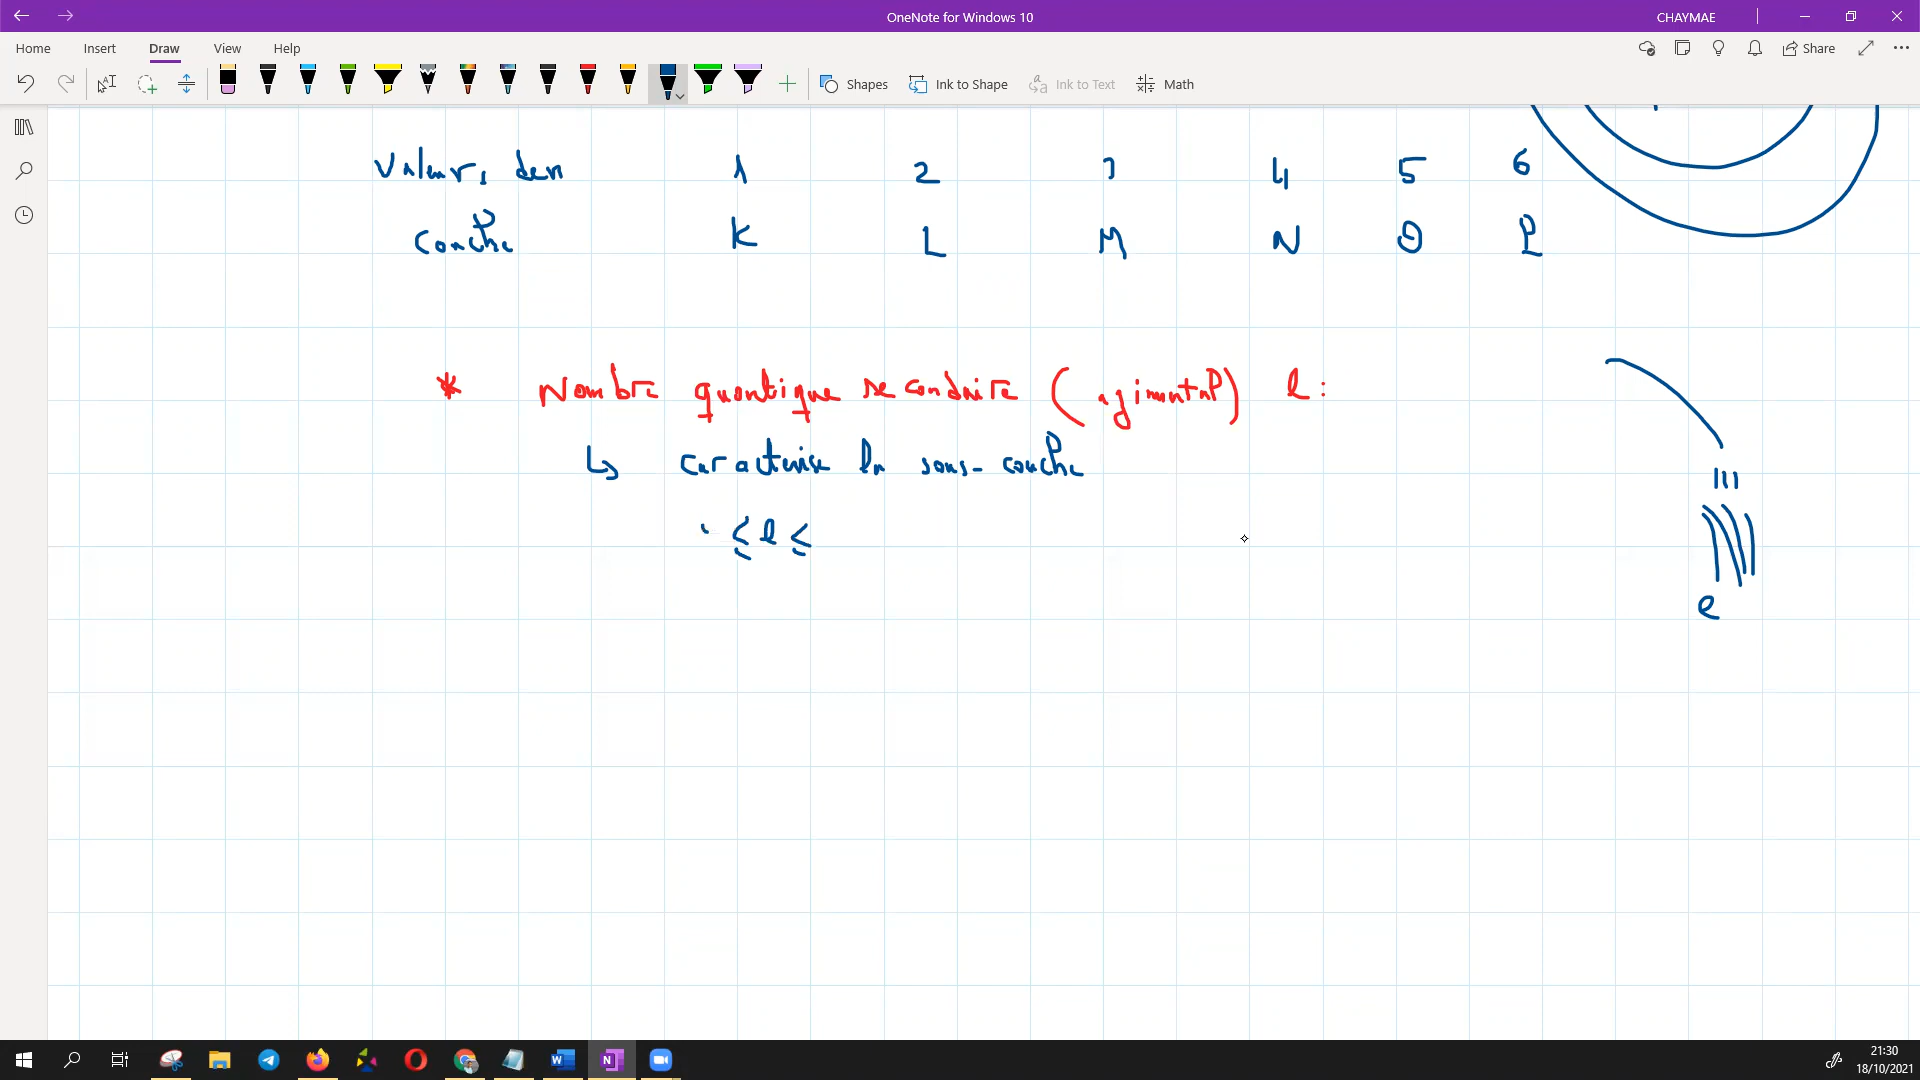 OneNote for Windows 10
CHAYMAE
Home Insert Draw View Help
Share
Shapes Ink to Shape Ink to Text Math
Valeurs de n 1 2 3 4 5 6
Couche K L M N O P
* Nombre quantique secondaire (azimutal) l :
↳ caractérise la sous-couche
≤ l ≤
e
21:30
18/10/2021